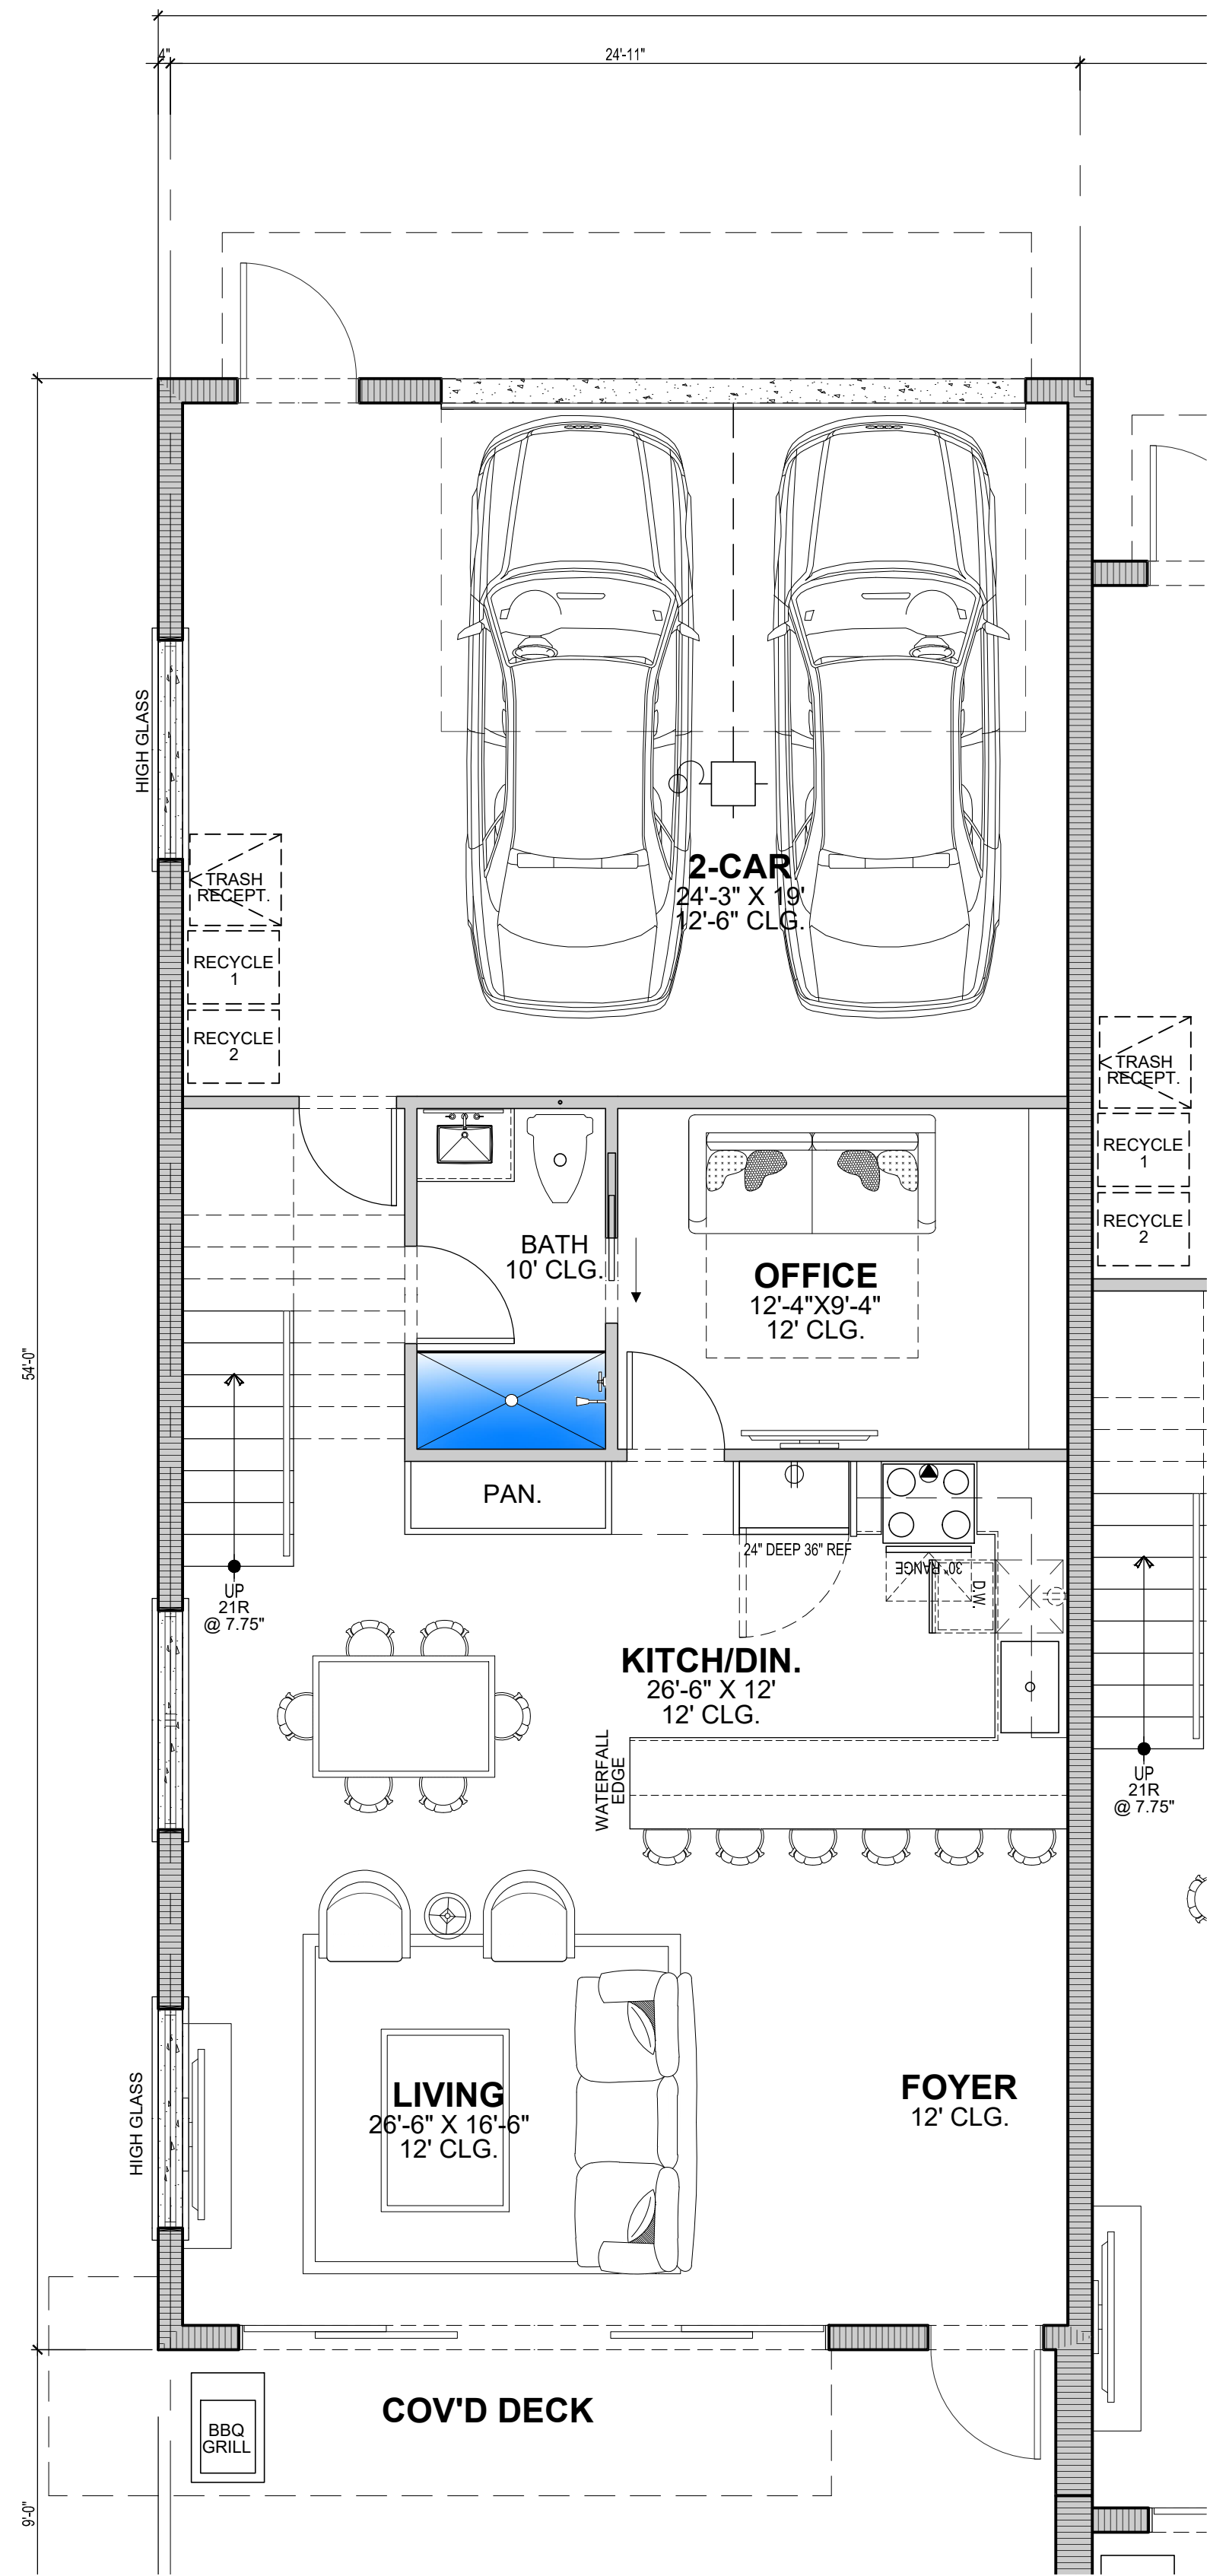 4"
24'-11"
HIGH GLASS
2-CAR
24'-3" X 19'
12'-6" CLG.
TRASH
RECEPT.
RECYCLE
1
RECYCLE
2
TRASH
RECEPT.
RECYCLE
1
RECYCLE
2
BATH
10' CLG.
OFFICE
12'-4"X9'-4"
12' CLG.
54'-0"
PAN.
24" DEEP 36" REF
30" RANGE
D.W.
UP
21R
@ 7.75"
KITCH/DIN.
26'-6" X 12'
12' CLG.
WATERFALL
EDGE
UP
21R
@ 7.75"
HIGH GLASS
LIVING
26'-6" X 16'-6"
12' CLG.
FOYER
12' CLG.
COV'D DECK
BBQ
GRILL
9'-0"